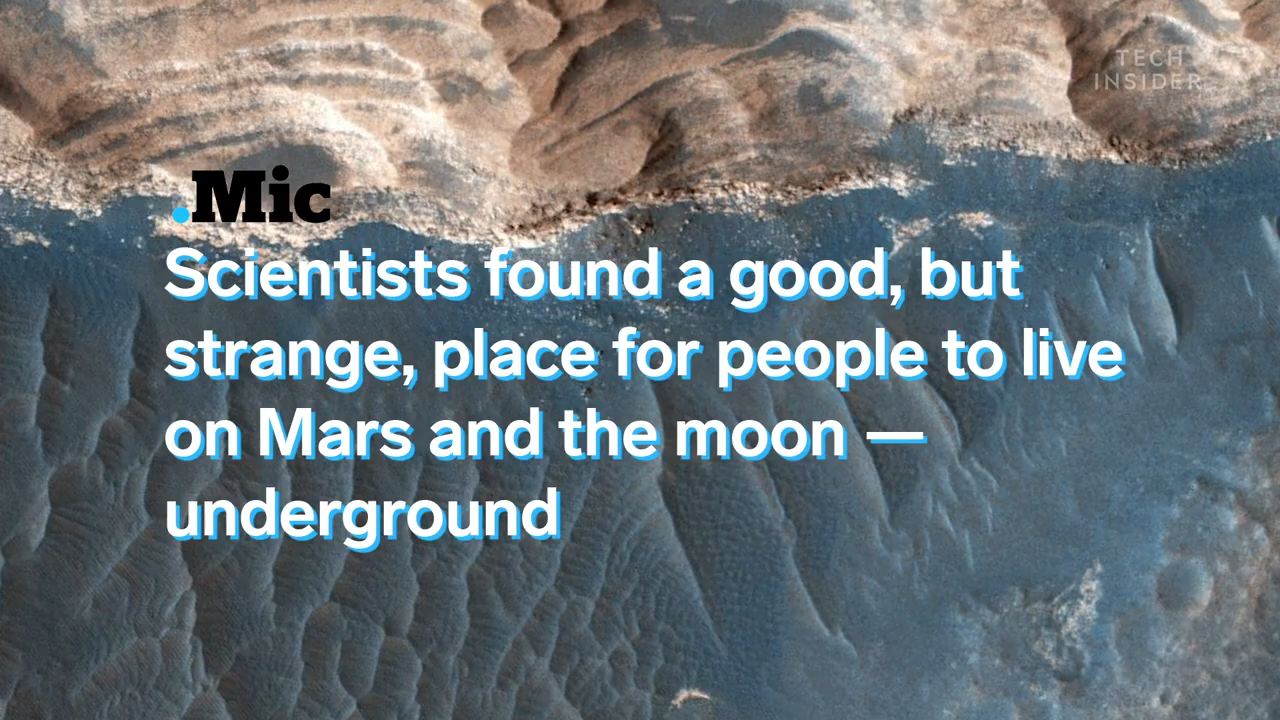 TECH
INSIDER
.Mic
Scientists found a good, but
strange, place for people to live
on Mars and the moon —
underground